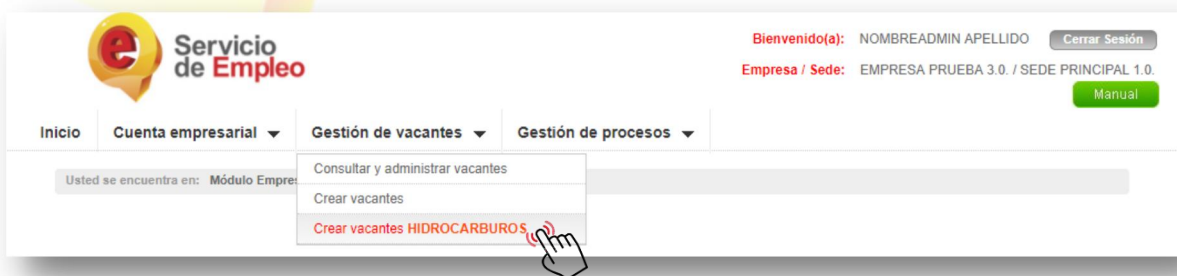 e Servicio
de Empleo
Bienvenido(a): NOMBREADMIN APELLIDO Cerrar Sesión
Empresa / Sede: EMPRESA PRUEBA 3.0. / SEDE PRINCIPAL 1.0.
Manual
Inicio Cuenta empresarial Gestión de vacantes Gestión de procesos
Usted se encuentra en: Módulo Empres
Consultar y administrar vacantes
Crear vacantes
Crear vacantes HIDROCARBUROS